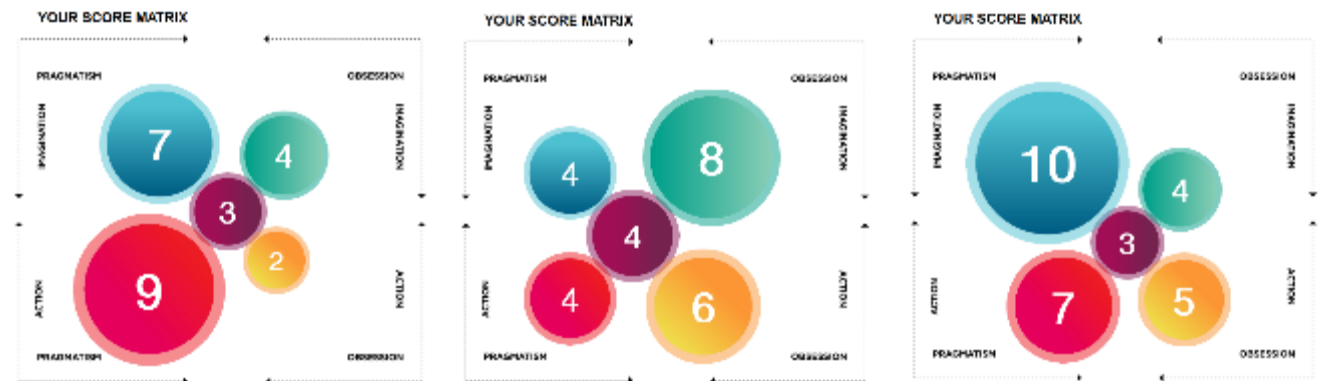 YOUR SCORE MATRIX
PRAGMATISM
OBSESSION
IMAGINATION
IMAGINATION
7
4
3
2
9
ACTION
ACTION
PRAGMATISM
OBSESSION
YOUR SCORE MATRIX
PRAGMATISM
OBSESSION
IMAGINATION
IMAGINATION
4
8
4
4
6
ACTION
ACTION
PRAGMATISM
OBSESSION
YOUR SCORE MATRIX
PRAGMATISM
OBSESSION
IMAGINATION
IMAGINATION
10
4
3
7
5
ACTION
ACTION
PRAGMATISM
OBSESSION